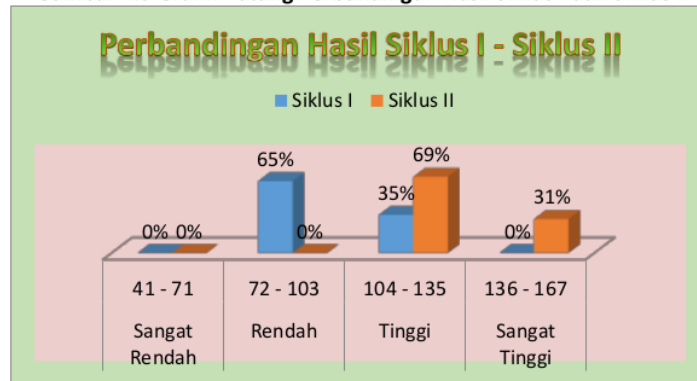 Perbandingan Hasil Siklus I - Siklus II
Siklus I Siklus II
65% 69%
35% 31%
0% 0% 0% 0%
41 - 71 72 - 103 104 - 135 136 - 167
Sangat Rendah Rendah Tinggi Sangat Tinggi